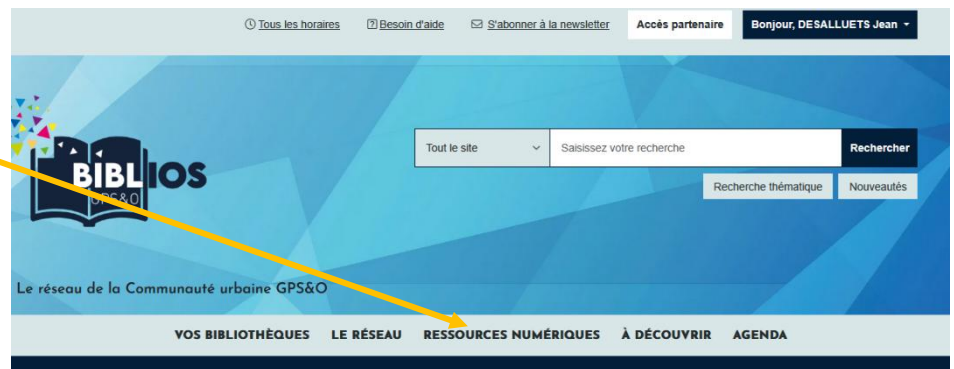 Tous les horaires Besoin d'aide S'abonner à la newsletter Accès partenaire Bonjour, DESALLUETS Jean
Tout le site Saisissez votre recherche Rechercher
BIBLIOS
GPS&O
Recherche thématique Nouveautés
Le réseau de la Communauté urbaine GPS&O
VOS BIBLIOTHÈQUES LE RÉSEAU RESSOURCES NUMÉRIQUES À DÉCOUVRIR AGENDA